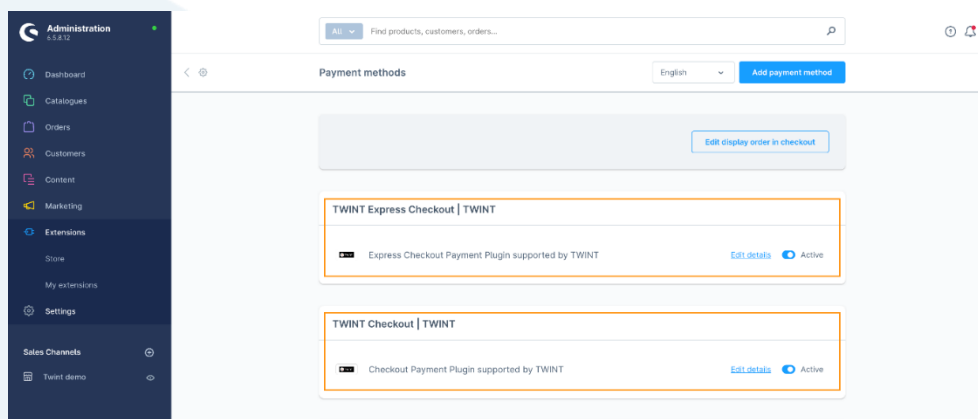 Administration
6.5.8.12
Dashboard
Catalogues
Orders
Customers
Content
Marketing
Extensions
Store
My extensions
Settings
Sales Channels
Twint demo
All
Find products, customers, orders...
Payment methods
English
Add payment method
Edit display order in checkout
TWINT Express Checkout | TWINT
Express Checkout Payment Plugin supported by TWINT
Edit details
Active
TWINT Checkout | TWINT
Checkout Payment Plugin supported by TWINT
Edit details
Active